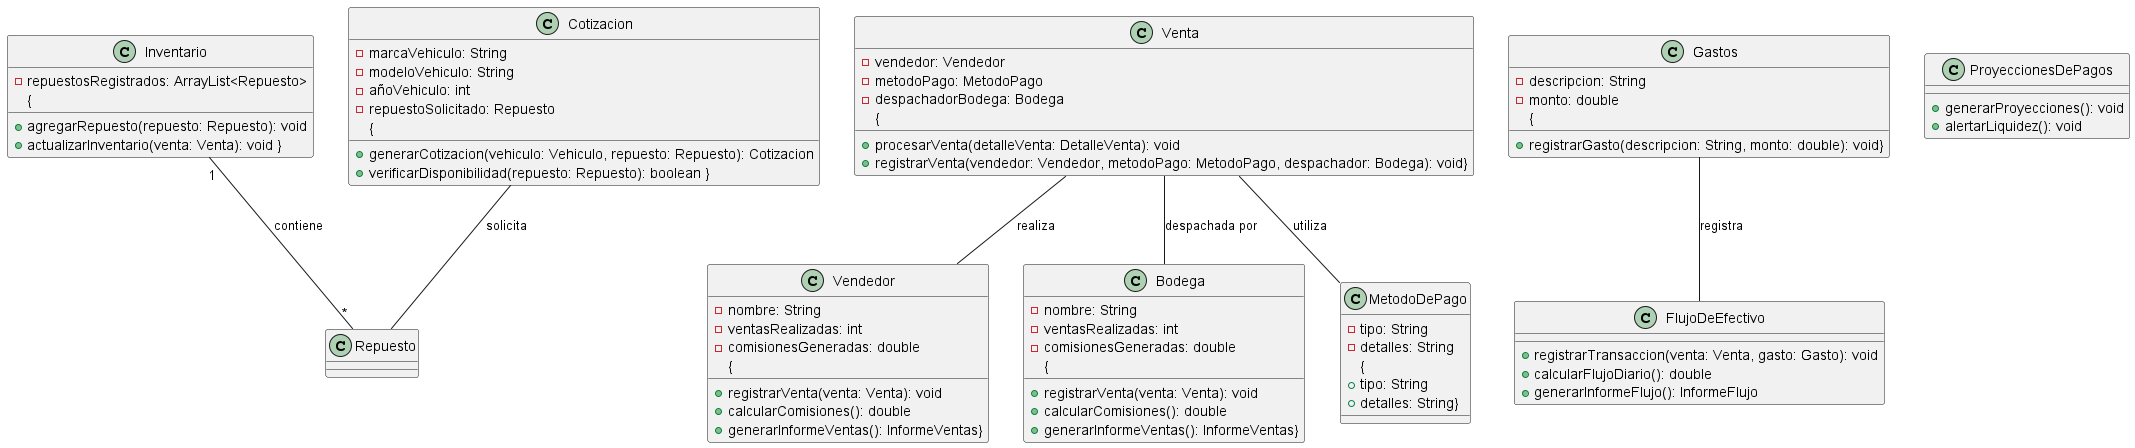 C Inventario
repuestosRegistrados: ArrayList<Repuesto>
{
agregarRepuesto(repuesto: Repuesto): void
actualizarInventario(venta: Venta): void }
C Cotizacion
marcaVehiculo: String
modeloVehiculo: String
añoVehiculo: int
repuestoSolicitado: Repuesto
{
generarCotizacion(vehiculo: Vehiculo, repuesto: Repuesto): Cotizacion
verificarDisponibilidad(repuesto: Repuesto): boolean }
C Venta
vendedor: Vendedor
metodoPago: MetodoPago
despachadorBodega: Bodega
{
procesarVenta(detalleVenta: DetalleVenta): void
registrarVenta(vendedor: Vendedor, metodoPago: MetodoPago, despachador: Bodega): void}
C Gastos
descripcion: String
monto: double
{
registrarGasto(descripcion: String, monto: double): void}
C ProyeccionesDePagos
generarProyecciones(): void
alertarLiquidez(): void
1
contiene
*
solicita
realiza
despachada por
utiliza
registra
C Repuesto
C Vendedor
nombre: String
ventasRealizadas: int
comisionesGeneradas: double
{
registrarVenta(venta: Venta): void
calcularComisiones(): double
generarInformeVentas(): InformeVentas}
C Bodega
nombre: String
ventasRealizadas: int
comisionesGeneradas: double
{
registrarVenta(venta: Venta): void
calcularComisiones(): double
generarInformeVentas(): InformeVentas}
C MetodoDePago
tipo: String
detalles: String
{
tipo: String
detalles: String}
C FlujoDeEfectivo
registrarTransaccion(venta: Venta, gasto: Gasto): void
calcularFlujoDiario(): double
generarInformeFlujo(): InformeFlujo